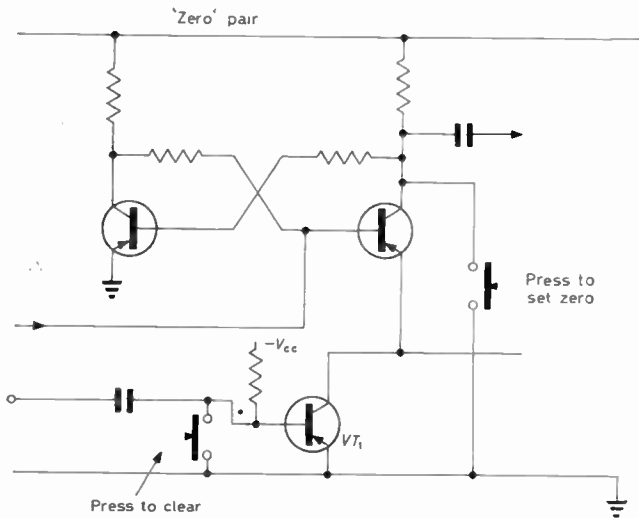 'Zero' pair
Press to
set zero
-Vcc
VT1
Press to clear